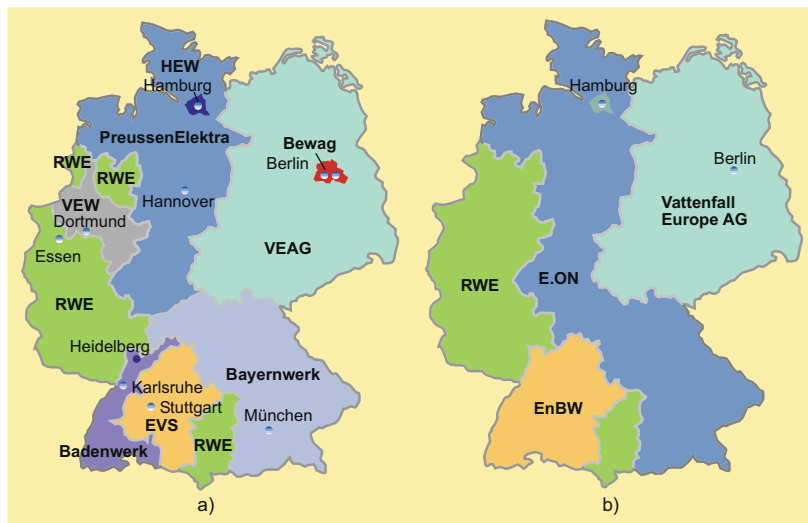 HEW
Hamburg
PreussenElektra
Bewag
Berlin
RWE
RWE
VEW
Dortmund
Hannover
Essen
VEAG
RWE
Heidelberg
Bayernwerk
Karlsruhe
Stuttgart
München
EVS
RWE
Badenwerk
a)
Hamburg
Berlin
Vattenfall
Europe AG
E.ON
RWE
EnBW
b)